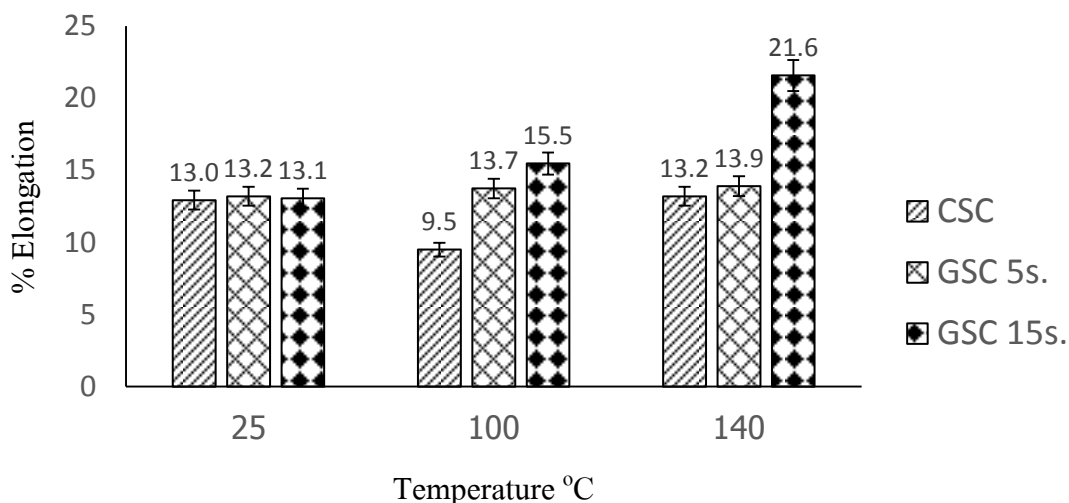 % Elongation
25
20
15
10
5
0
13.0 13.2 13.1
9.5 13.7 15.5
13.2 13.9 21.6
25 100 140
Temperature °C
CSC
GSC 5s.
GSC 15s.